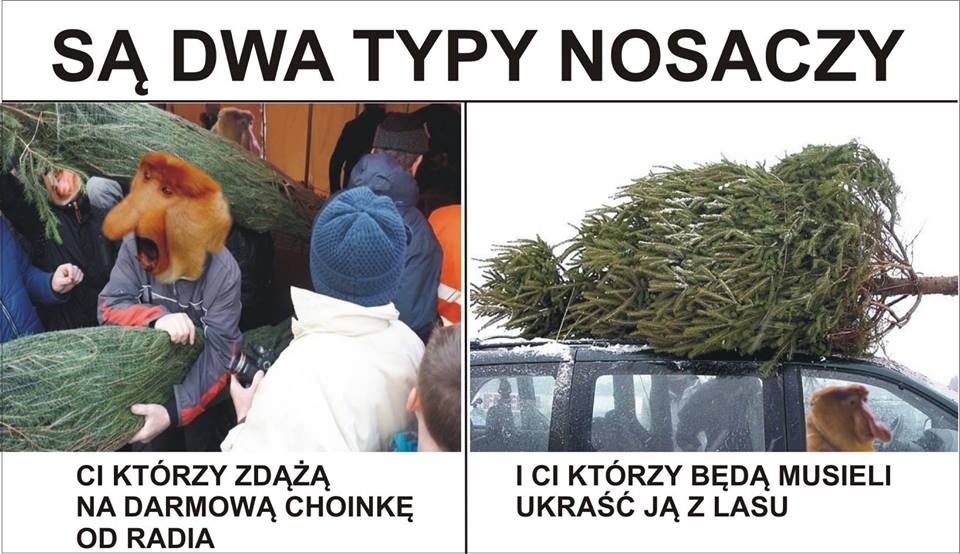 SĄ DWA TYPY NOSACZY
CI KTÓRZY ZDĄŻĄ
NA DARMOWĄ CHOINKĘ
OD RADIA
I CI KTÓRZY BĘDĄ MUSIELI
UKRAŚĆ JĄ Z LASU